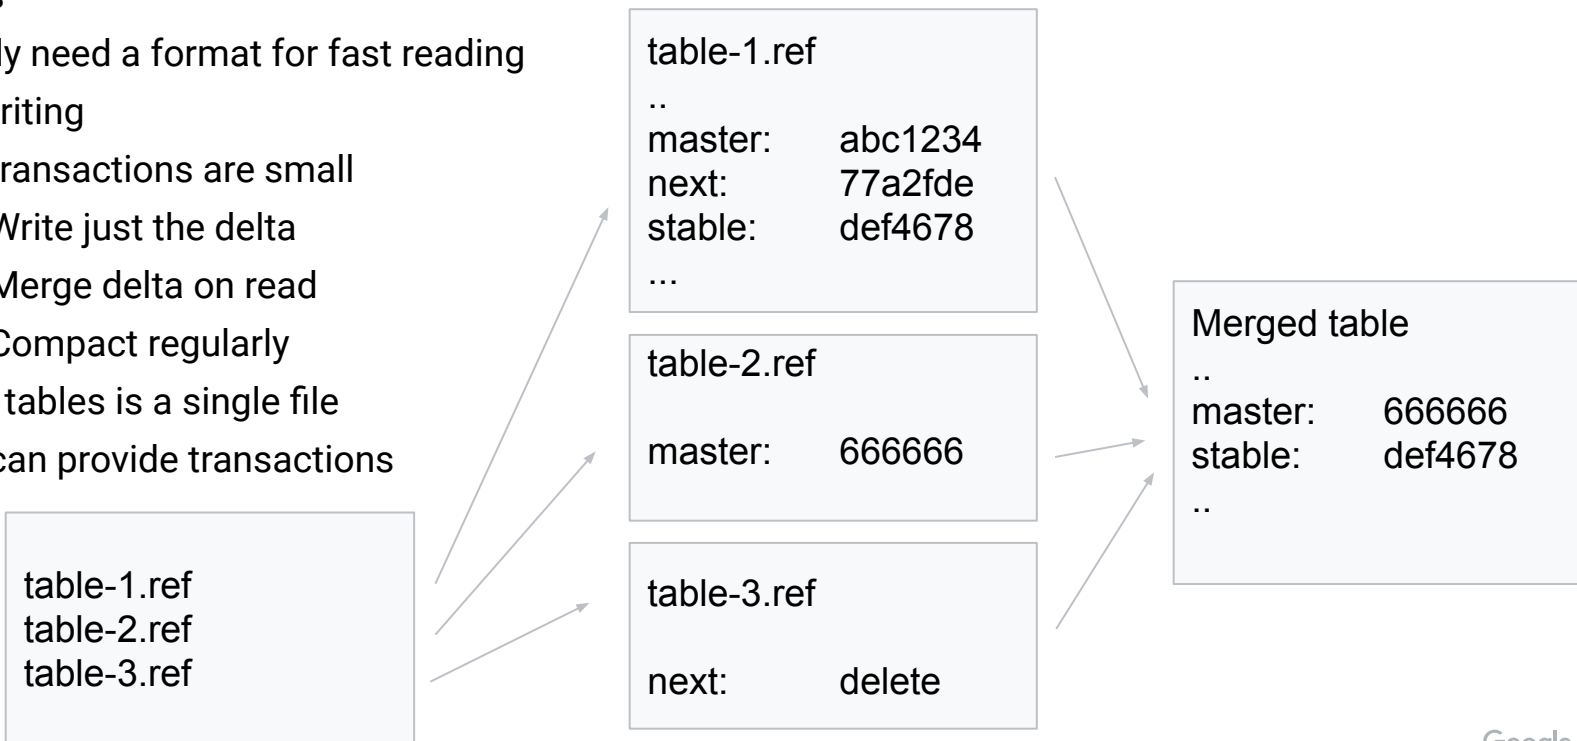 ly need a format for fast reading
riting
ransactions are small
Write just the delta
Merge delta on read
Compact regularly
tables is a single file
can provide transactions
table-1.ref
table-2.ref
table-3.ref
table-1.ref
..
master: abc1234
next: 77a2fde
stable: def4678
...
table-2.ref
master: 666666
table-3.ref
next: delete
Merged table
..
master: 666666
stable: def4678
..